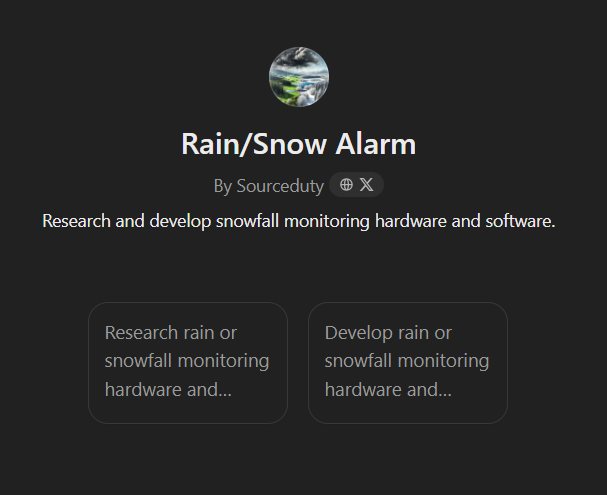 Rain/Snow Alarm
By Sourceduty
Research and develop snowfall monitoring hardware and software.
Research rain or
snowfall monitoring
hardware and...
Develop rain or
snowfall monitoring
hardware and...